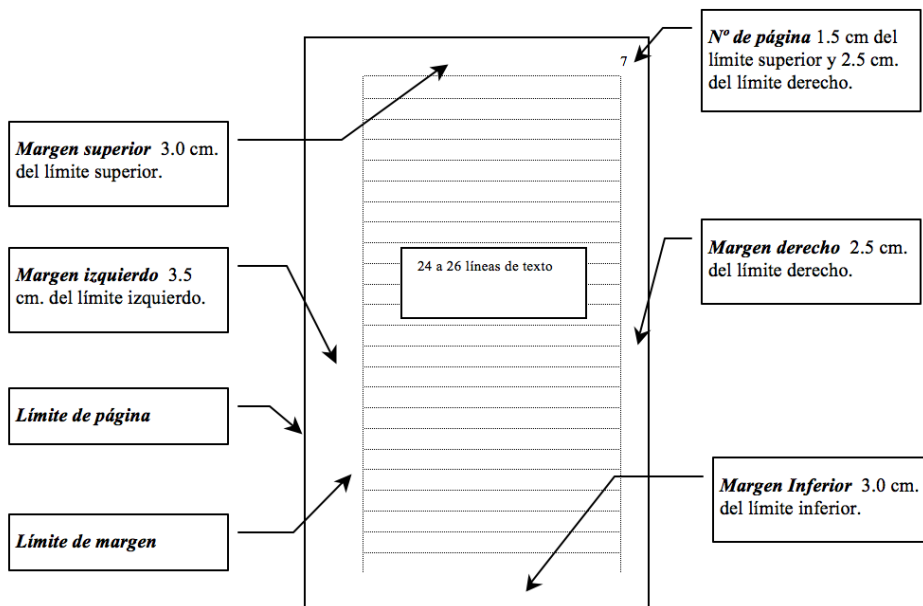 Nº de página 1.5 cm del
límite superior y 2.5 cm.
del límite derecho.
7
Margen superior 3.0 cm.
del límite superior.
Margen izquierdo 3.5
cm. del límite izquierdo.
24 a 26 líneas de texto
Margen derecho 2.5 cm.
del límite derecho.
Límite de página
Margen Inferior 3.0 cm.
del límite inferior.
Límite de margen